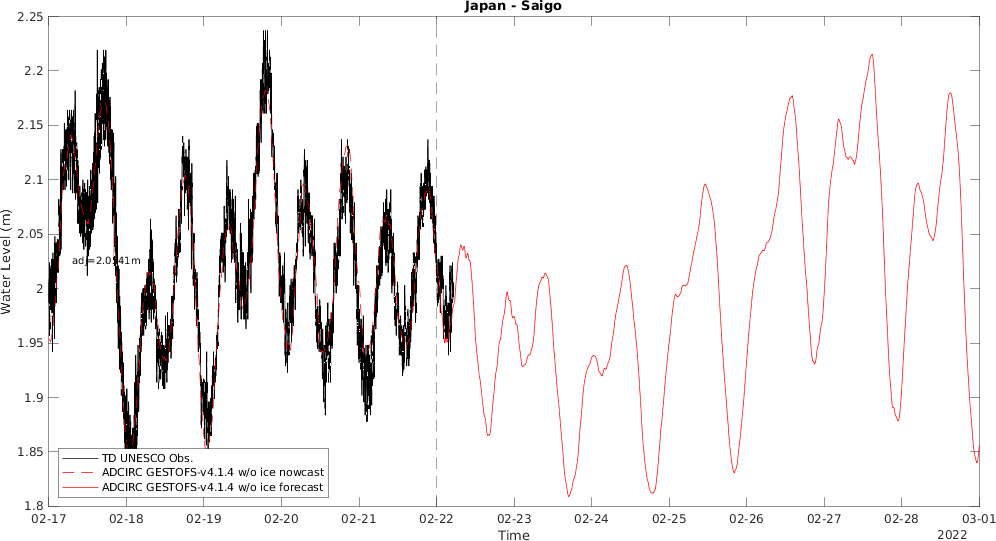 Japan - Saigo
2.25
2.2
2.15
2.1
2.05
2
1.95
1.9
1.85
1.8
Water Level (m)
TD UNESCO Obs.
ADCIRC GESTOFS-v4.1.4 w/o ice nowcast
ADCIRC GESTOFS-v4.1.4 w/o ice forecast
02-17 02-18 02-19 02-20 02-21 02-22 02-23 02-24 02-25 02-26 02-27 02-28 03-01
Time
2022